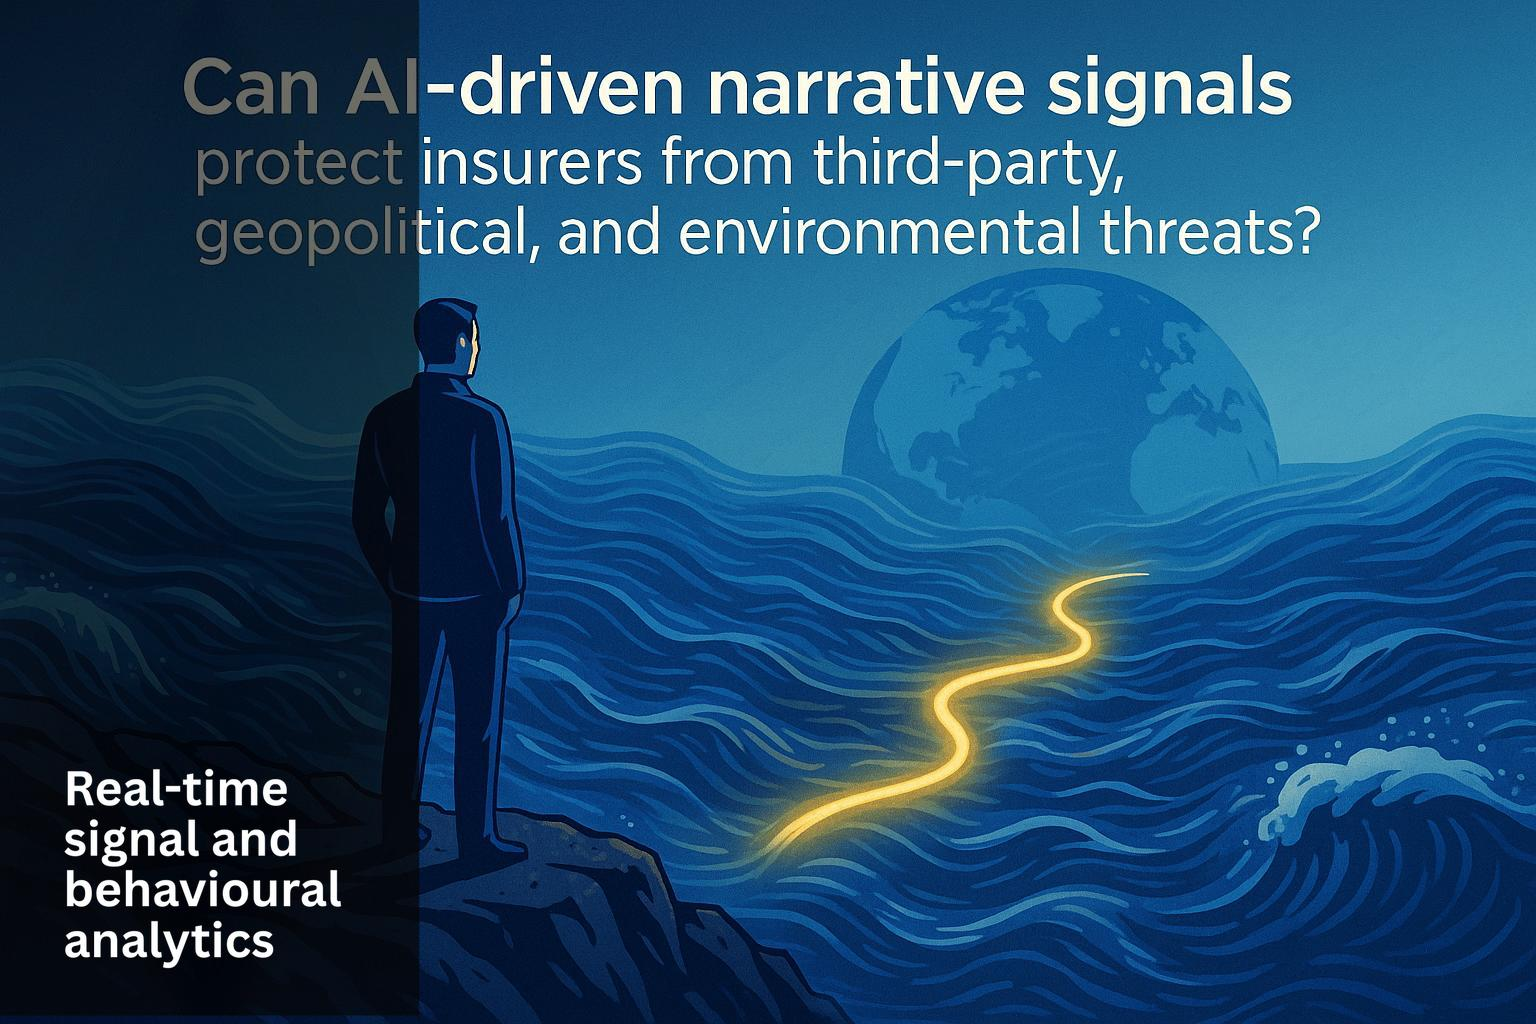 Can AI-driven narrative signals
protect insurers from third-party,
geopolitical, and environmental threats?
Real-time
signal and
behavioural
analytics